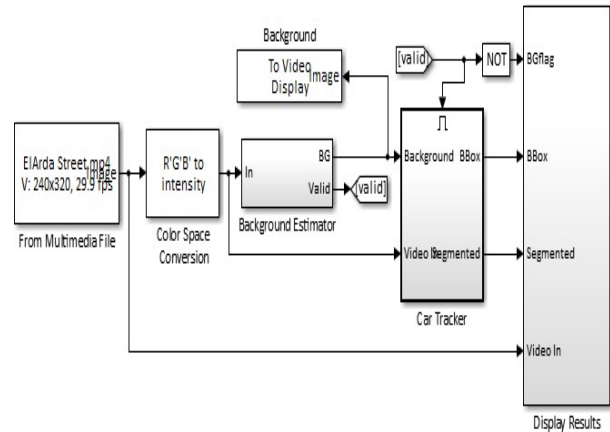 Background
To Video
Display
Image
[valid]
NOT
BGflag
ElArda Street.mp4
V: 240x320, 29.9 fps
Image
From Multimedia File
R'G'B' to
intensity
Color Space
Conversion
In
BG
Valid
Background Estimator
[valid]
Background
BBox
Video In
Segmented
Car Tracker
BBox
Segmented
Video In
Display Results